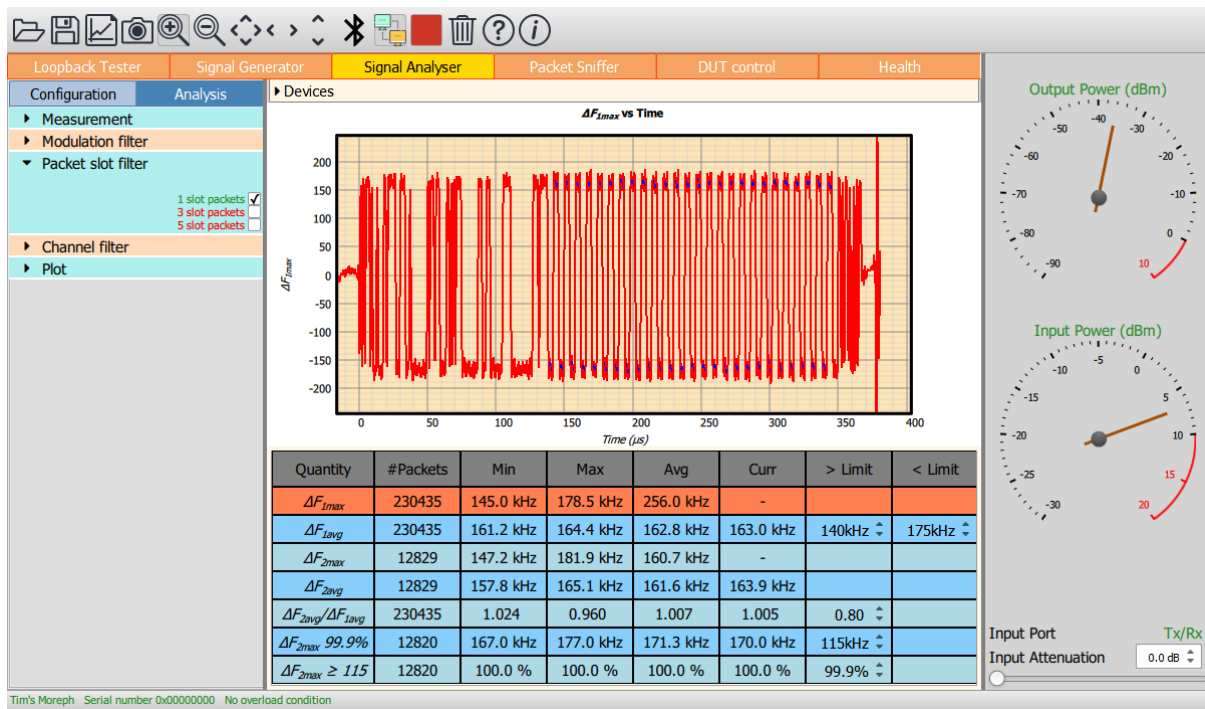 Loopback Tester Signal Generator Signal Analyser Packet Sniffer DUT control Health
Configuration Analysis
Measurement
Modulation filter
Packet slot filter
1 slot packets
3 slot packets
5 slot packets
Channel filter
Plot
Devices
ΔF1max vs Time
ΔF1max
200
150
100
50
0
-50
-100
-150
-200
0 50 100 150 200 250 300 350 400
Time (μs)
Quantity #Packets Min Max Avg Curr > Limit < Limit
ΔF1max 230435 145.0 kHz 178.5 kHz 256.0 kHz -
ΔF1avg 230435 161.2 kHz 164.4 kHz 162.8 kHz 163.0 kHz 140kHz 175kHz
ΔF2max 12829 147.2 kHz 181.9 kHz 160.7 kHz -
ΔF2avg 12829 157.8 kHz 165.1 kHz 161.6 kHz 163.9 kHz
ΔF2avg/ΔF1avg 230435 1.024 0.960 1.007 1.005 0.80
ΔF2max 99.9% 12820 167.0 kHz 177.0 kHz 171.3 kHz 170.0 kHz 115kHz
ΔF2max ≥ 115 12820 100.0 % 100.0 % 100.0 % 100.0 % 99.9%
Output Power (dBm)
-90 -80 -70 -60 -50 -40 -30 -20 -10 0 10
Input Power (dBm)
-30 -25 -20 -15 -10 -5 0 5 10 15 20
Input Port Tx/Rx
Input Attenuation 0.0 dB
Tim's Moreph Serial number 0x00000000 No overload condition